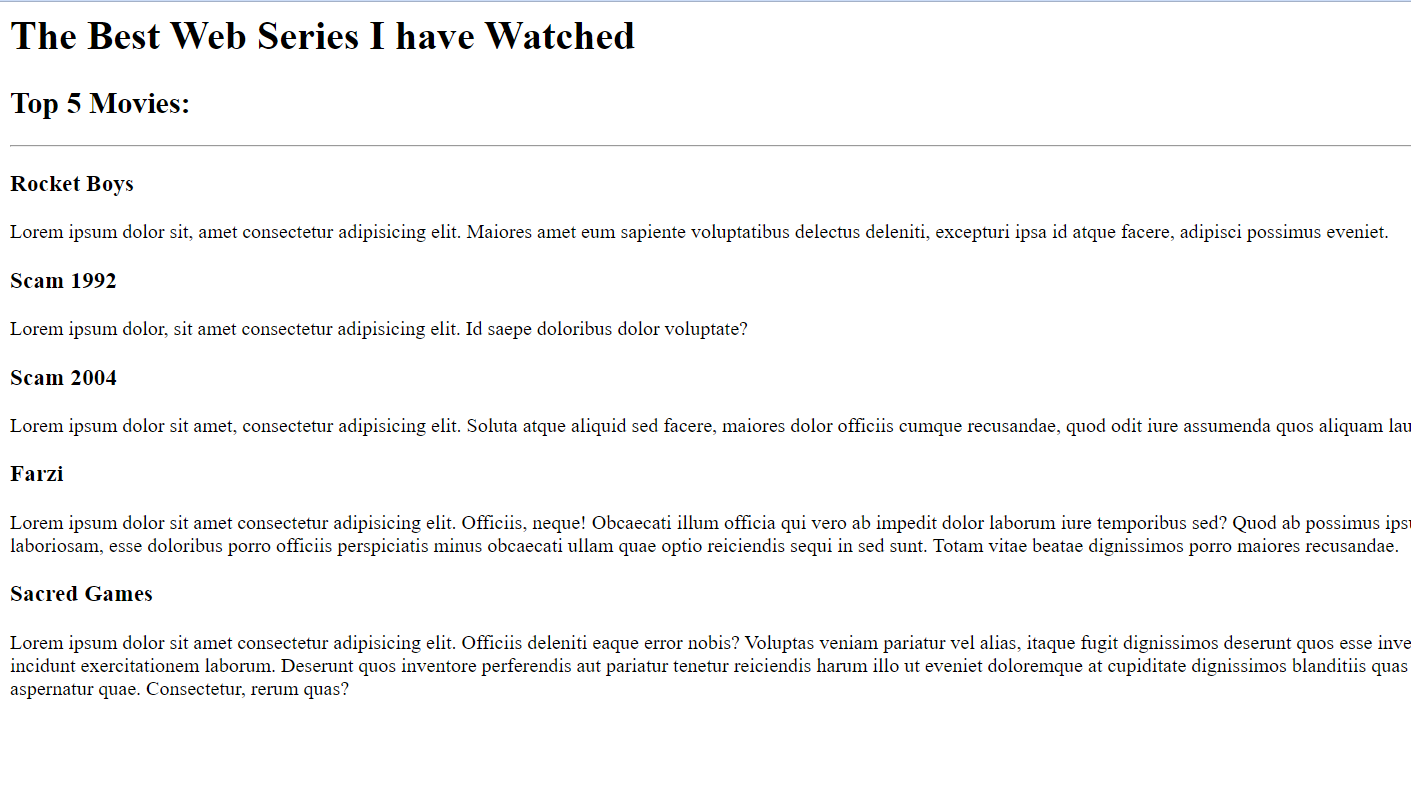 The Best Web Series I have Watched
Top 5 Movies:
Rocket Boys
Lorem ipsum dolor sit, amet consectetur adipisicing elit. Maiores amet eum sapiente voluptatibus delectus deleniti, excepturi ipsa id atque facere, adipisci possimus eveniet.
Scam 1992
Lorem ipsum dolor, sit amet consectetur adipisicing elit. Id saepe doloribus dolor voluptate?
Scam 2004
Lorem ipsum dolor sit amet, consectetur adipisicing elit. Soluta atque aliquid sed facere, maiores dolor officiis cumque recusandae, quod odit iure assumenda quos aliquam
Farzi
Lorem ipsum dolor sit amet consectetur adipisicing elit. Officiis, neque! Obcaecati illum officia qui vero ab impedit dolor laborum iure temporibus sed? Quod ab possimus
laboriosam, esse doloribus porro officiis perspiciatis minus obcaecati ullam quae optio reiciendis sequi in sed sunt. Totam vitae beatae dignissimos porro maiores recusandae.
Sacred Games
Lorem ipsum dolor sit amet consectetur adipisicing elit. Officiis deleniti eaque error nobis? Voluptas veniam pariatur vel alias, itaque fugit dignissimos deserunt quos esse
incidunt exercitationem laborum. Deserunt quos inventore perferendis aut pariatur tenetur reiciendis harum illo ut eveniet doloremque at cupiditate dignissimos blanditiis quas
aspernatur quae. Consectetur, rerum quas?